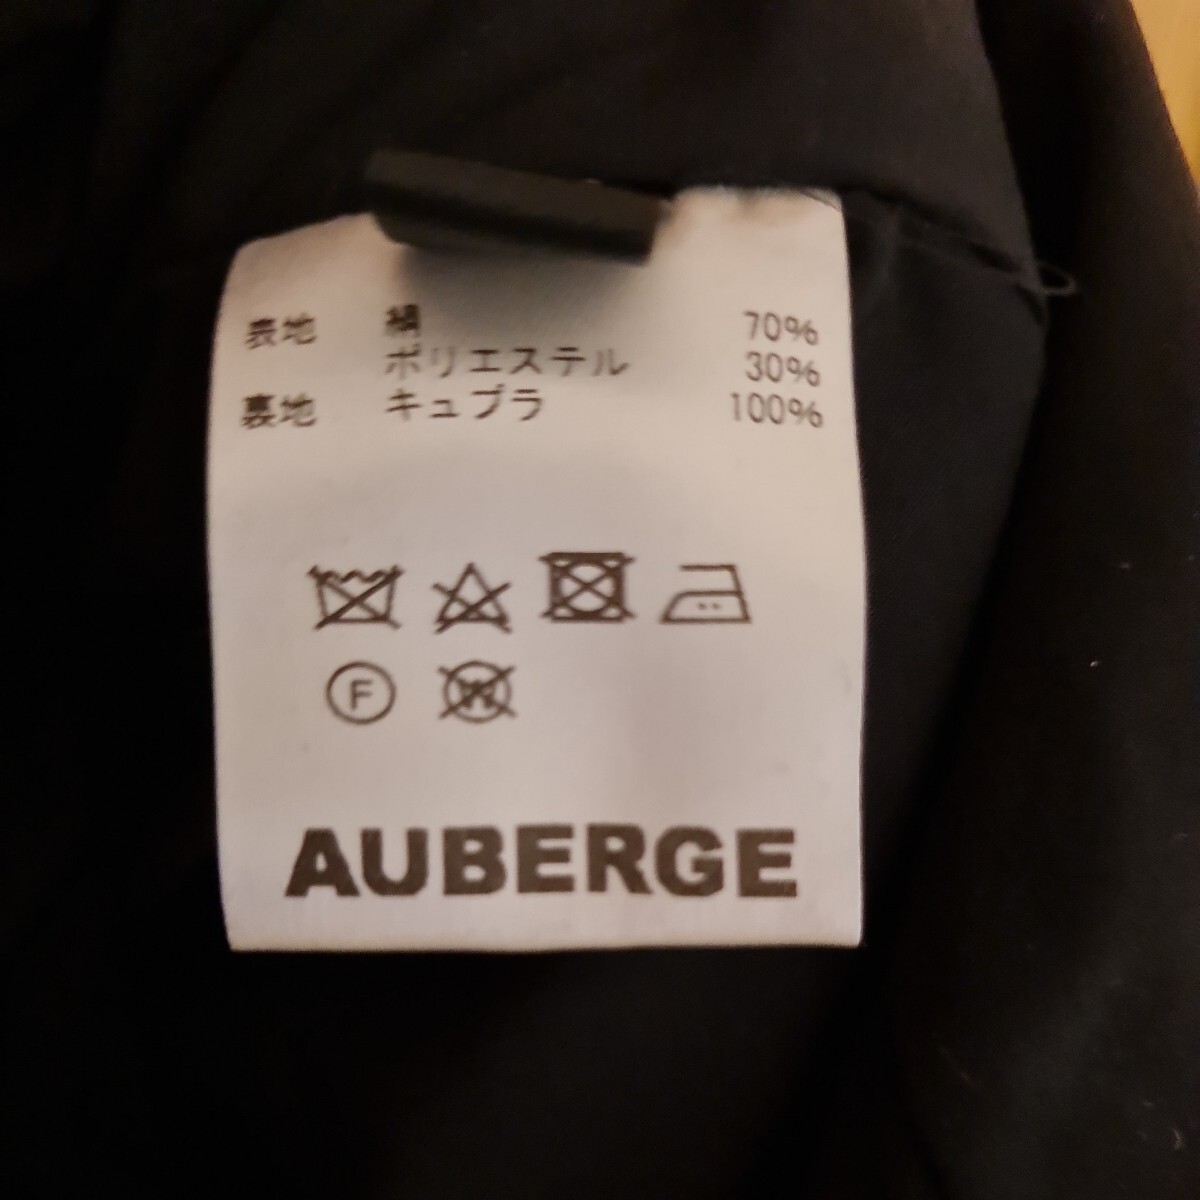 表地 絹 70%
ポリエステル 30%
裏地 キュプラ 100%
F W
AUBERGE